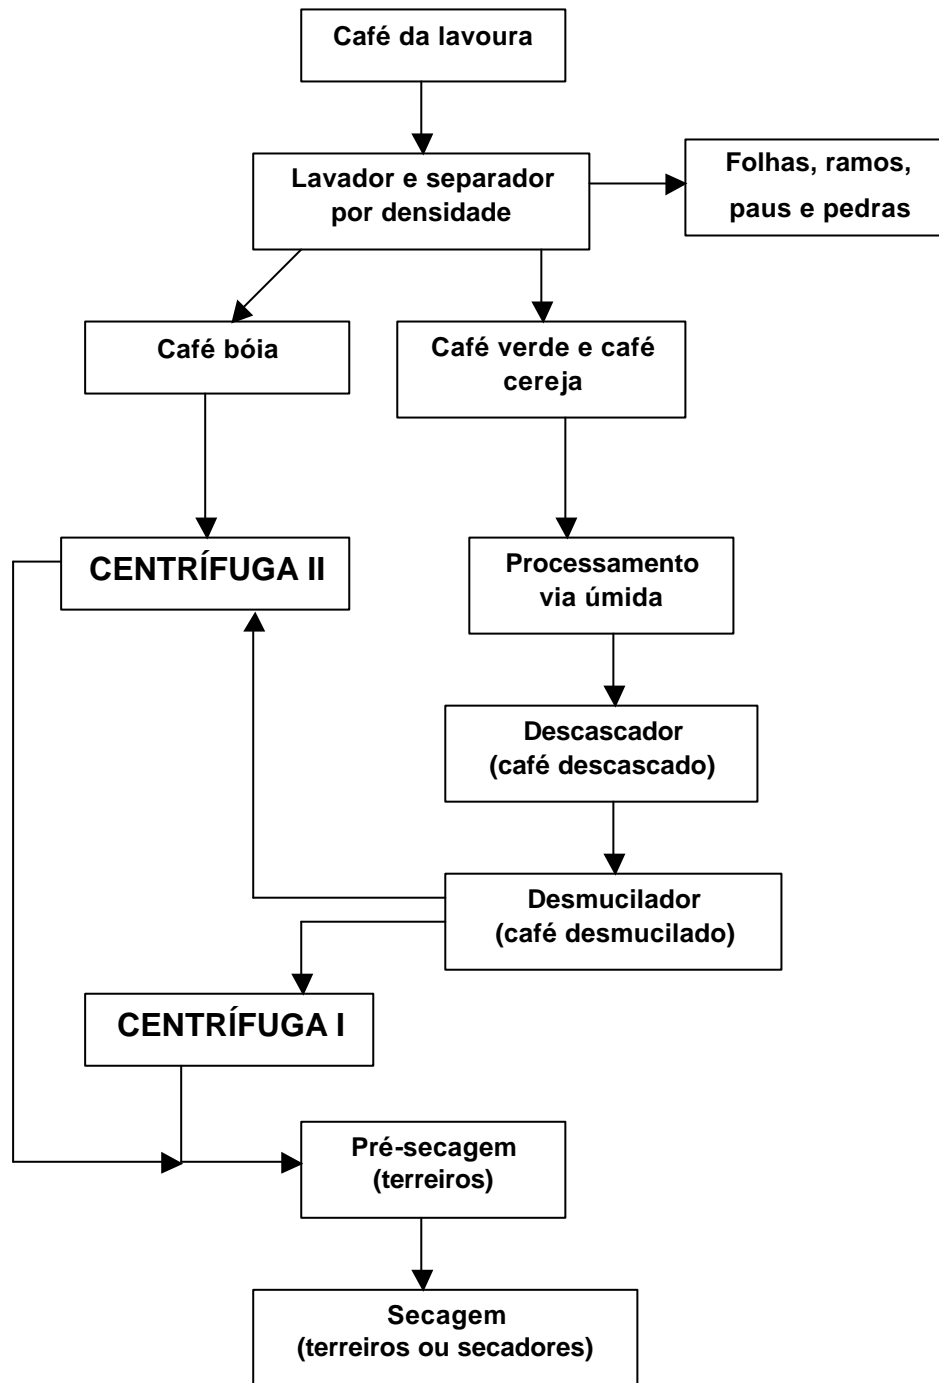 Café da lavoura
Lavador e separador
por densidade
Folhas, ramos,
paus e pedras
Café bóia
Café verde e café
cereja
CENTRÍFUGA II
Processamento
via úmida
Descascador
(café descascado)
Desmucilador
(café desmucilado)
CENTRÍFUGA I
Pré-secagem
(terreiros)
Secagem
(terreiros ou secadores)